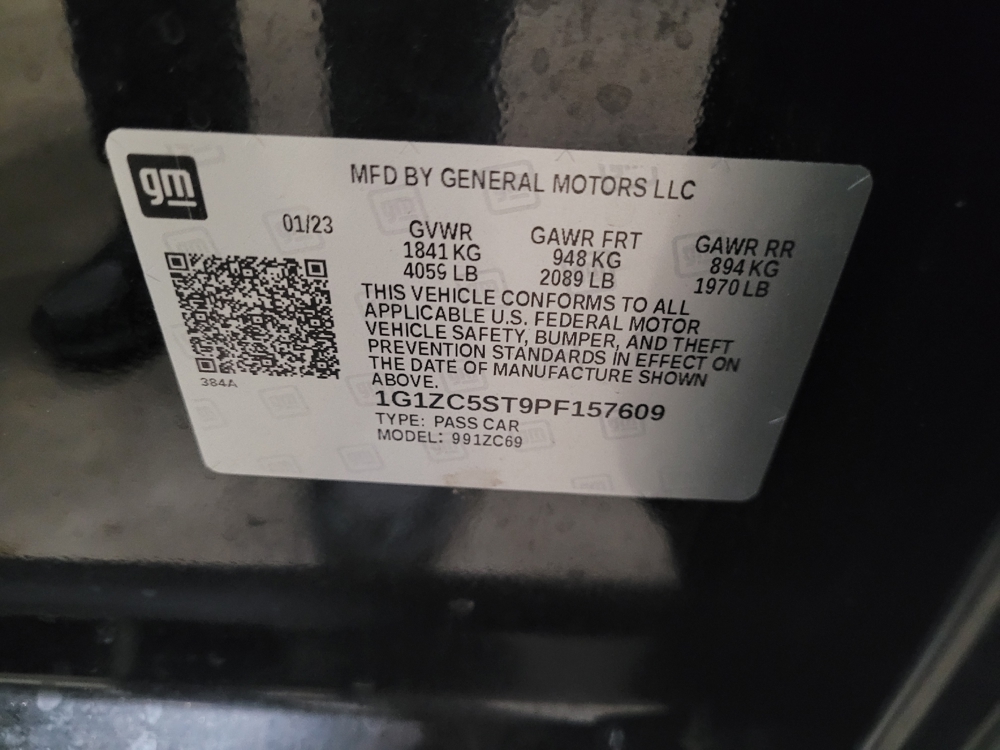 gm
MFD BY GENERAL MOTORS LLC
01/23
GVWR
1841 KG
4059 LB
GAWR FRT
948 KG
2089 LB
GAWR RR
894 KG
1970 LB
THIS VEHICLE CONFORMS TO ALL
APPLICABLE U.S. FEDERAL MOTOR
VEHICLE SAFETY, BUMPER, AND THEFT
PREVENTION STANDARDS IN EFFECT ON
THE DATE OF MANUFACTURE SHOWN
ABOVE.
384A
1G1ZC5ST9PF157609
TYPE: PASS CAR
MODEL: 991ZC69